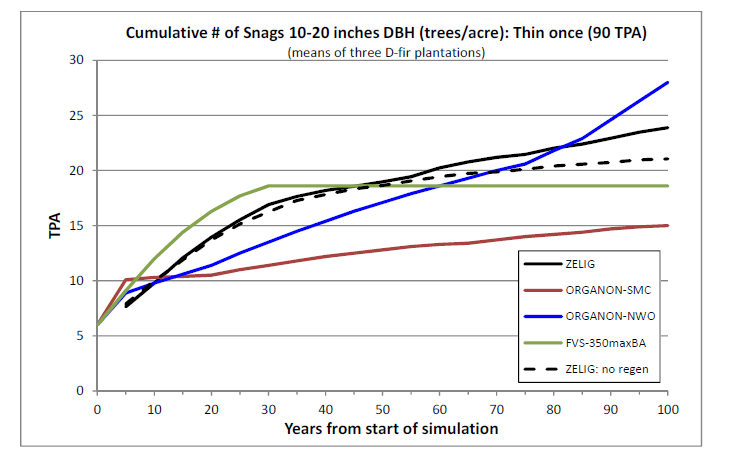 Cumulative # of Snags 10-20 inches DBH (trees/acre): Thin once (90 TPA)
(means of three D-fir plantations)
30
25
20
15
10
5
0
TPA
ZELIG
ORGANON-SMC
ORGANON-NWO
FVS-350maxBA
ZELIG: no regen
0 10 20 30 40 50 60 70 80 90 100
Years from start of simulation